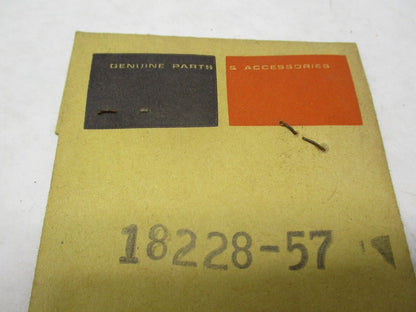 GENUINE PARTS & ACCESSORIES
18228-57